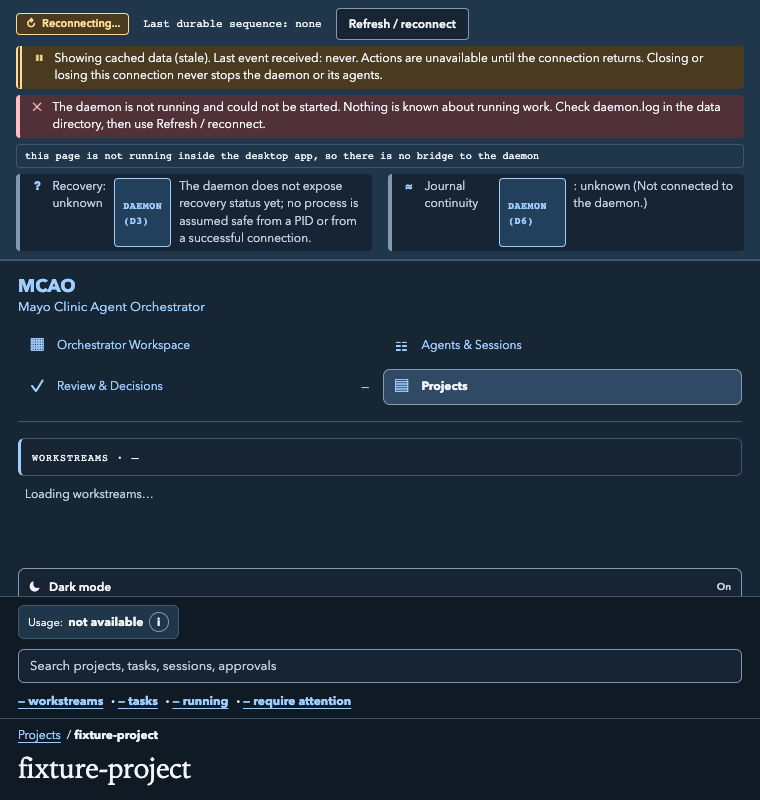 Reconnecting...
Last durable sequence: none
Refresh / reconnect
Showing cached data (stale). Last event received: never. Actions are unavailable until the connection returns. Closing or
losing this connection never stops the daemon or its agents.
The daemon is not running and could not be started. Nothing is known about running work. Check daemon.log in the data
directory, then use Refresh / reconnect.
this page is not running inside the desktop app, so there is no bridge to the daemon
? Recovery:
unknown
DAEMON
(D3)
The daemon does not expose
recovery status yet; no process is
assumed safe from a PID or from
a successful connection.
≈ Journal
continuity
DAEMON
(D6)
: unknown (Not connected to
the daemon.)
MCAO
Mayo Clinic Agent Orchestrator
Orchestrator Workspace
Agents & Sessions
Review & Decisions —
Projects
WORKSTREAMS · —
Loading workstreams…
Dark mode
On
Usage: not available i
Search projects, tasks, sessions, approvals
— workstreams • — tasks • — running • — require attention
Projects / fixture-project
fixture-project